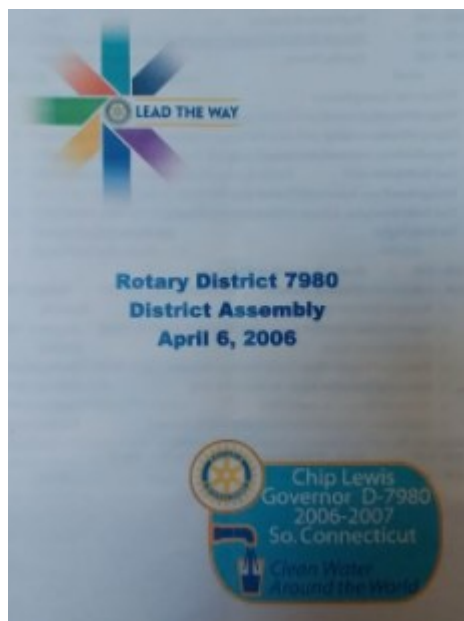 LEAD THE WAY
Rotary District 7980
District Assembly
April 6, 2006
Chip Lewis
Governor D-7980
2006-2007
So. Connecticut
Clean Water
Around the World